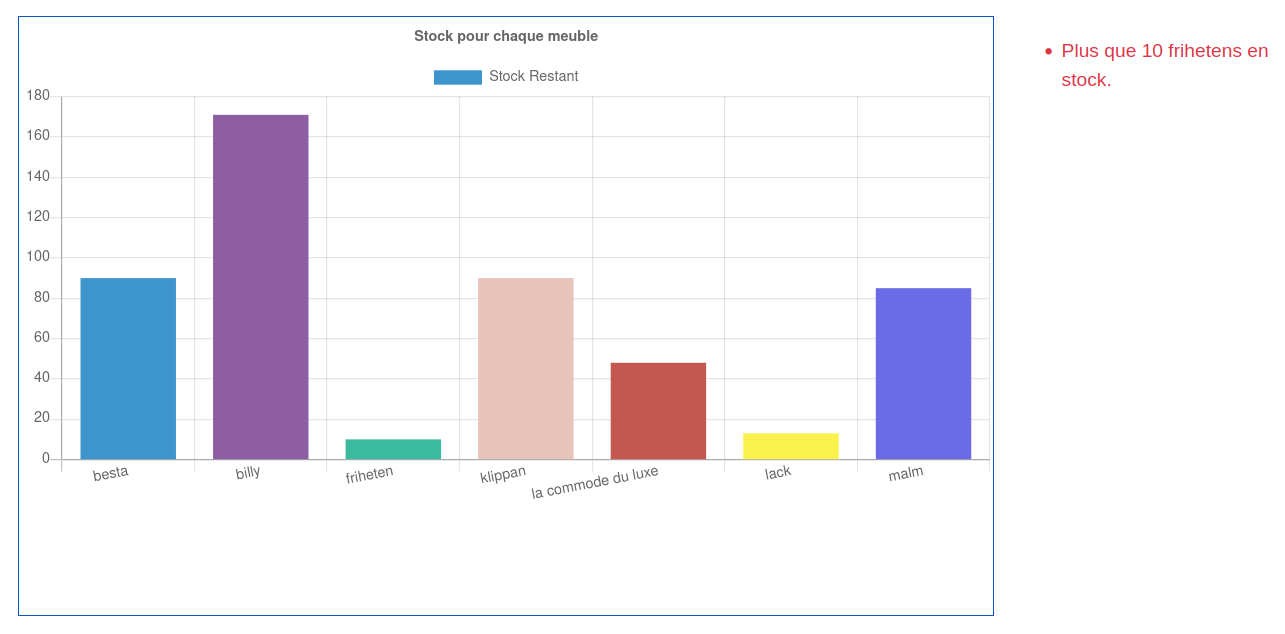 Stock pour chaque meuble
Stock Restant
180
160
140
120
100
80
60
40
20
0
besta
billy
friheten
klippan
la commode du luxe
lack
malm
Plus que 10 frihetens en
stock.